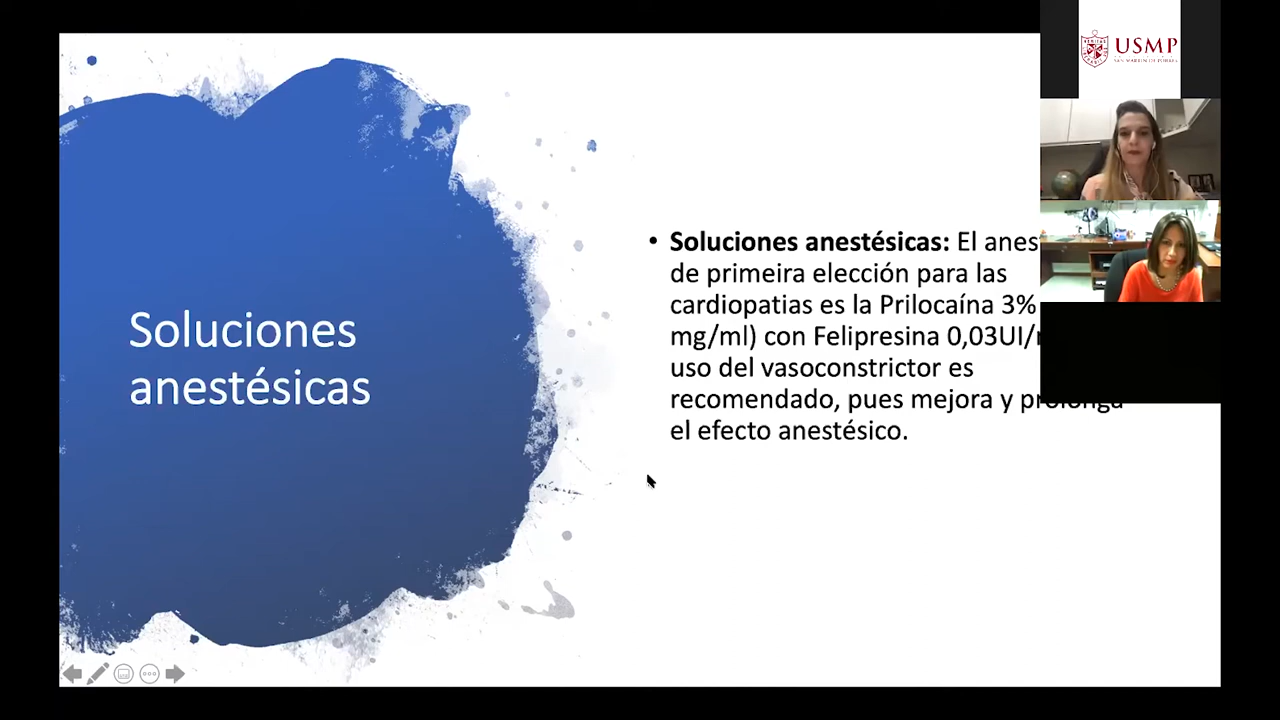 USMP
Soluciones
anestésicas
• Soluciones anestésicas: El anes
de primeira elección para las
cardiopatias es la Prilocaína 3%
mg/ml) con Felipresina 0,03UI/
uso del vasoconstrictor es
recomendado, pues mejora y prolonga
el efecto anestésico.